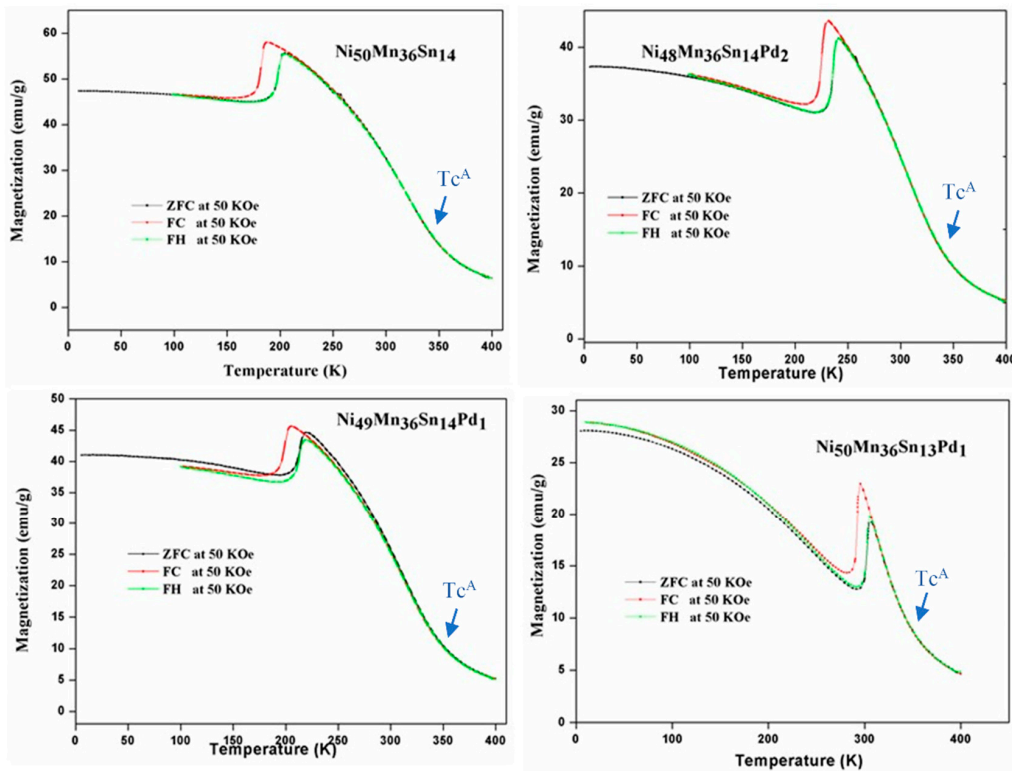 Ni50Mn36Sn14
Magnetization (emu/g)
60
50
40
30
20
10
0
TcA
ZFC at 50 KOe
FC at 50 KOe
FH at 50 KOe
0 50 100 150 200 250 300 350 400
Temperature (K)
Ni48Mn36Sn14Pd2
Magnetization (emu/g)
40
30
20
10
0
TcA
ZFC at 50 KOe
FC at 50 KOe
FH at 50 KOe
0 50 100 150 200 250 300 350 400
Temperature (K)
Ni49Mn36Sn14Pd1
Magnetization (emu/g)
50
45
40
35
30
25
20
15
10
5
0
TcA
ZFC at 50 KOe
FC at 50 KOe
FH at 50 KOe
0 100 200 300 400
Temperature (K)
Ni50Mn36Sn13Pd1
Magnetization (emu/g)
30
25
20
15
10
5
0
TcA
ZFC at 50 KOe
FC at 50 KOe
FH at 50 KOe
0 100 200 300 400
Temperature (K)